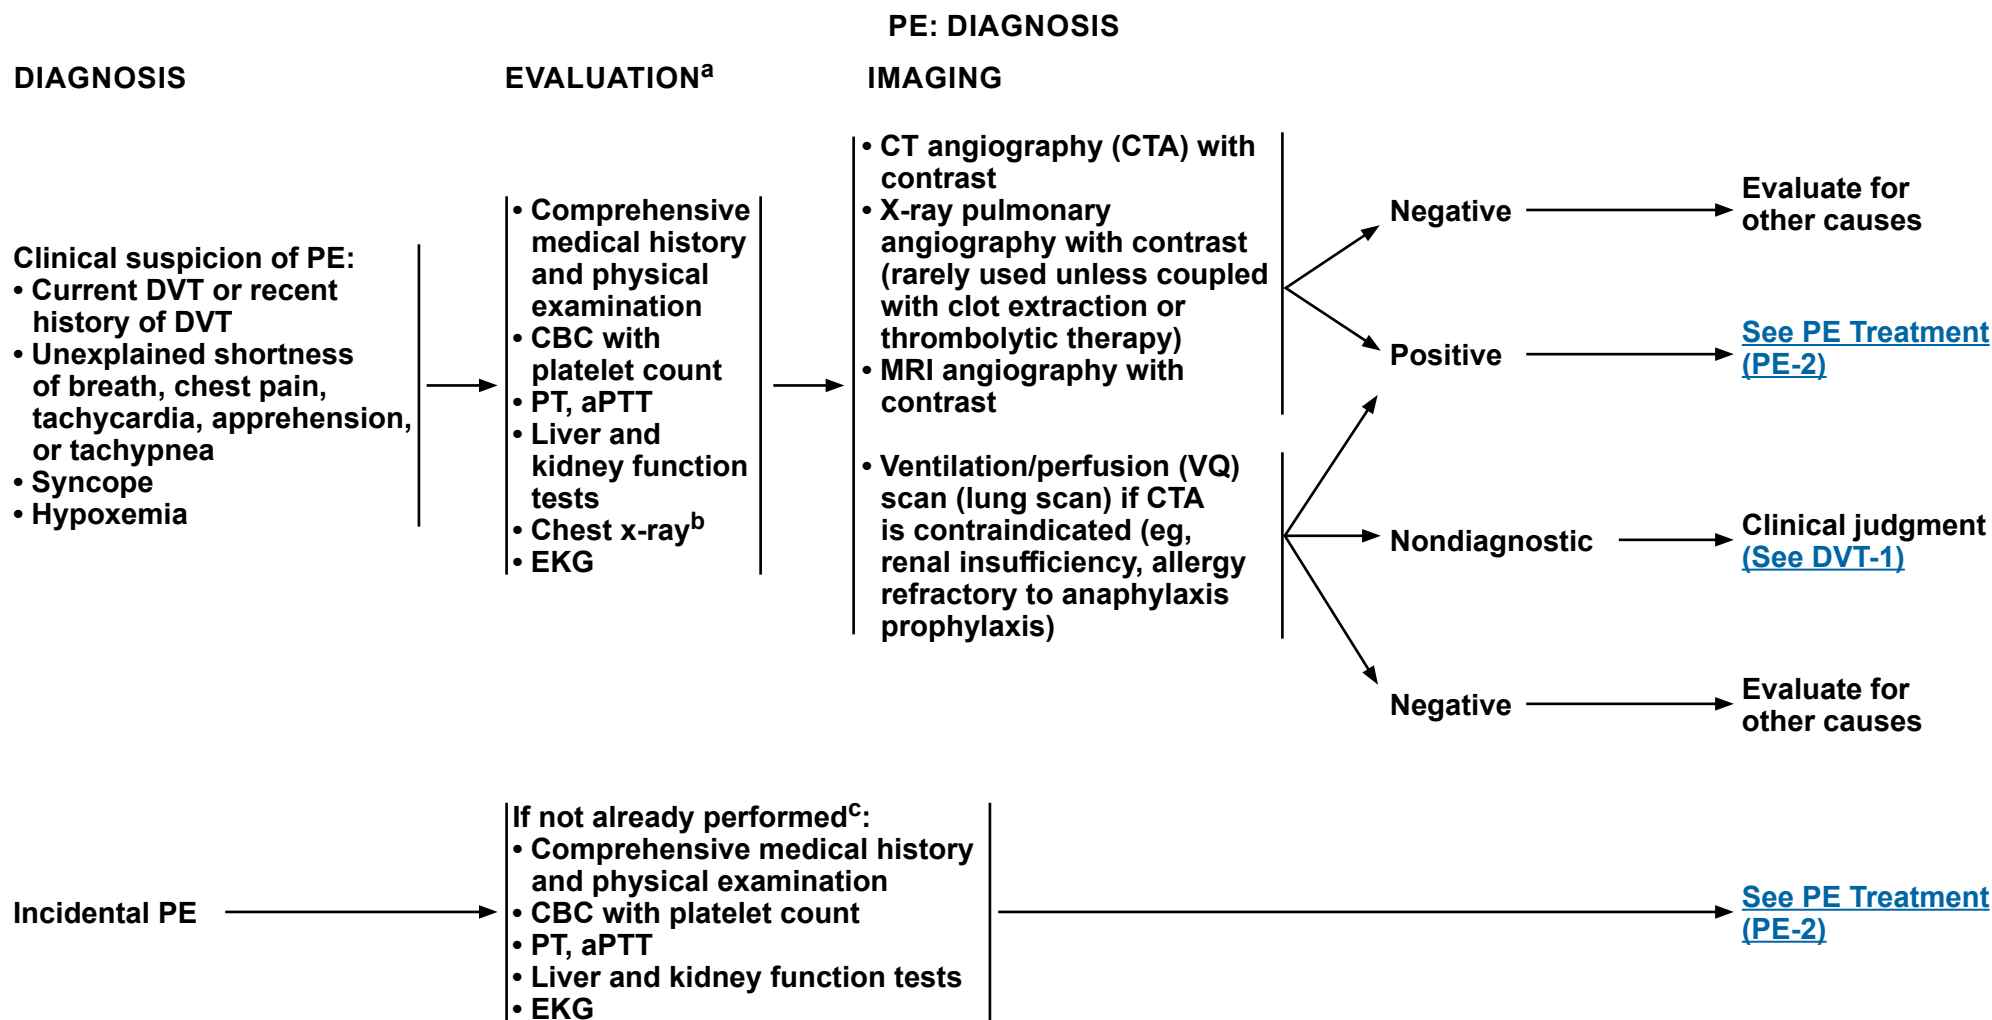 PE: DIAGNOSIS
DIAGNOSIS
EVALUATIONa
IMAGING
Clinical suspicion of PE:
• Current DVT or recent
history of DVT
• Unexplained shortness
of breath, chest pain,
tachycardia, apprehension,
or tachypnea
• Syncope
• Hypoxemia
• Comprehensive
medical history
and physical
examination
• CBC with
platelet count
• PT, aPTT
• Liver and
kidney function
tests
• Chest x-rayb
• EKG
• CT angiography (CTA) with
contrast
• X-ray pulmonary
angiography with contrast
(rarely used unless coupled
with clot extraction or
thrombolytic therapy)
• MRI angiography with
contrast
• Ventilation/perfusion (VQ)
scan (lung scan) if CTA
is contraindicated (eg,
renal insufficiency, allergy
refractory to anaphylaxis
prophylaxis)
Negative
Evaluate for
other causes
Positive
See PE Treatment
(PE-2)
Nondiagnostic
Clinical judgment
(See DVT-1)
Negative
Evaluate for
other causes
Incidental PE
If not already performedc:
• Comprehensive medical history
and physical examination
• CBC with platelet count
• PT, aPTT
• Liver and kidney function tests
• EKG
See PE Treatment
(PE-2)